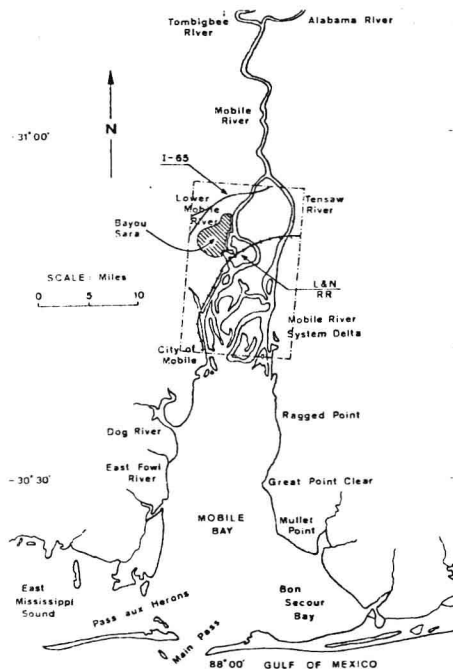 Tombigbee
River
Alabama River
Mobile
River
31°00'
N
I-65
Lower
Mobile
River
Tensaw
River
Bayou
Sara
SCALE: Miles
0 5 10
L&N
RR
Mobile River
System Delta
City of
Mobile
Ragged Point
Dog River
East Fowl
River
30°30'
Great Point Clear
MOBILE
BAY
Mullet
Point
East
Mississippi
Sound
Pass aux Herons
Main Pass
Bon
Secour
Bay
88°00' GULF OF MEXICO